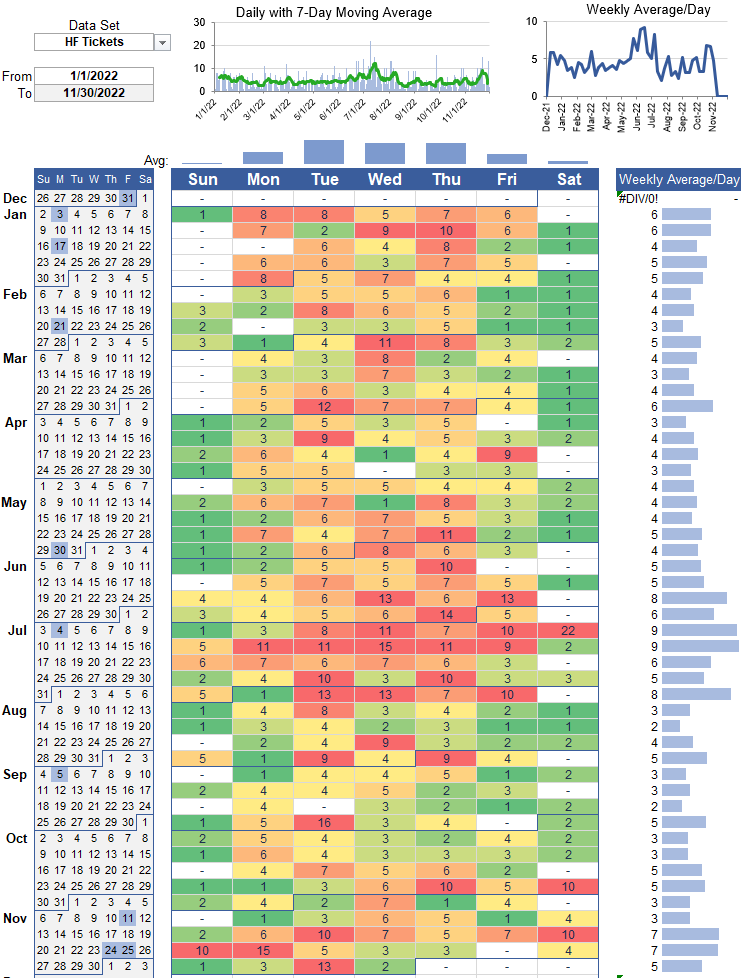 Data Set
HF Tickets
From 1/1/2022
To 11/30/2022
Daily with 7-Day Moving Average
30
20
10
0
1/1/22 2/1/22 3/1/22 4/1/22 5/1/22 6/1/22 7/1/22 8/1/22 9/1/22 10/1/22 11/1/22
Weekly Average/Day
10
5
0
Dec-21 Jan-22 Feb-22 Mar-22 Apr-22 May-22 Jun-22 Jul-22 Aug-22 Sep-22 Oct-22 Nov-22
Avg:
Su M Tu W Th F Sa Sun Mon Tue Wed Thu Fri Sat Weekly Average/Day
Dec 26 27 28 29 30 31 1 - - - - - - - #DIV/0! -
Jan 2 3 4 5 6 7 8 1 8 8 5 7 6 - 6
9 10 11 12 13 14 15 - 7 2 9 10 6 1 6
16 17 18 19 20 21 22 - - 6 4 8 2 1 4
23 24 25 26 27 28 29 - 6 6 3 7 5 - 5
30 31 1 2 3 4 5 - 8 5 7 4 4 1 5
Feb 6 7 8 9 10 11 12 - 3 5 5 6 1 1 4
13 14 15 16 17 18 19 3 2 8 6 5 2 1 4
20 21 22 23 24 25 26 2 - 3 3 5 1 1 3
27 28 1 2 3 4 5 3 1 4 11 8 3 2 5
Mar 6 7 8 9 10 11 12 - 4 3 8 2 4 - 4
13 14 15 16 17 18 19 - 3 3 7 3 2 1 3
20 21 22 23 24 25 26 - 5 6 3 4 4 1 4
27 28 29 30 31 1 2 - 5 12 7 7 4 1 6
Apr 3 4 5 6 7 8 9 1 2 5 3 5 - 1 3
10 11 12 13 14 15 16 1 3 9 4 5 3 2 4
17 18 19 20 21 22 23 2 6 4 1 4 9 - 4
24 25 26 27 28 29 30 1 5 5 - 3 3 - 3
1 2 3 4 5 6 7 - 3 5 5 4 4 2 4
May 8 9 10 11 12 13 14 2 6 7 1 8 3 2 4
15 16 17 18 19 20 21 1 2 6 7 5 3 1 4
22 23 24 25 26 27 28 1 7 4 7 11 2 1 5
29 30 31 1 2 3 4 1 2 6 8 6 3 - 4
Jun 5 6 7 8 9 10 11 1 2 5 5 10 - - 5
12 13 14 15 16 17 18 - 5 7 5 7 5 1 5
19 20 21 22 23 24 25 4 4 6 13 6 13 - 8
26 27 28 29 30 1 2 3 4 5 6 14 5 - 6
Jul 3 4 5 6 7 8 9 1 3 8 11 7 10 22 9
10 11 12 13 14 15 16 5 11 11 15 11 9 2 9
17 18 19 20 21 22 23 6 7 6 7 6 3 - 6
24 25 26 27 28 29 30 2 4 10 3 10 3 3 5
31 1 2 3 4 5 6 5 1 13 13 7 10 - 8
Aug 7 8 9 10 11 12 13 1 4 8 3 4 2 1 3
14 15 16 17 18 19 20 1 3 4 2 3 1 1 2
21 22 23 24 25 26 27 - 2 4 9 3 2 2 4
28 29 30 31 1 2 3 5 1 9 4 9 4 - 5
Sep 4 5 6 7 8 9 10 - 1 4 4 5 1 2 3
11 12 13 14 15 16 17 2 4 4 5 2 3 - 3
18 19 20 21 22 23 24 - 4 - 3 2 1 2 2
25 26 27 28 29 30 1 1 5 16 3 4 - 2 5
Oct 2 3 4 5 6 7 8 2 5 4 3 2 4 2 3
9 10 11 12 13 14 15 1 6 4 3 3 3 2 3
16 17 18 19 20 21 22 - 4 7 5 6 2 - 5
23 24 25 26 27 28 29 1 1 3 6 10 5 10 5
30 31 1 2 3 4 5 2 4 2 7 1 4 - 3
Nov 6 7 8 9 10 11 12 - 1 3 6 5 1 4 3
13 14 15 16 17 18 19 2 6 10 7 5 7 10 7
20 21 22 23 24 25 26 10 15 5 3 3 - 4 7
27 28 29 30 1 2 3 1 3 13 2 - - - 5